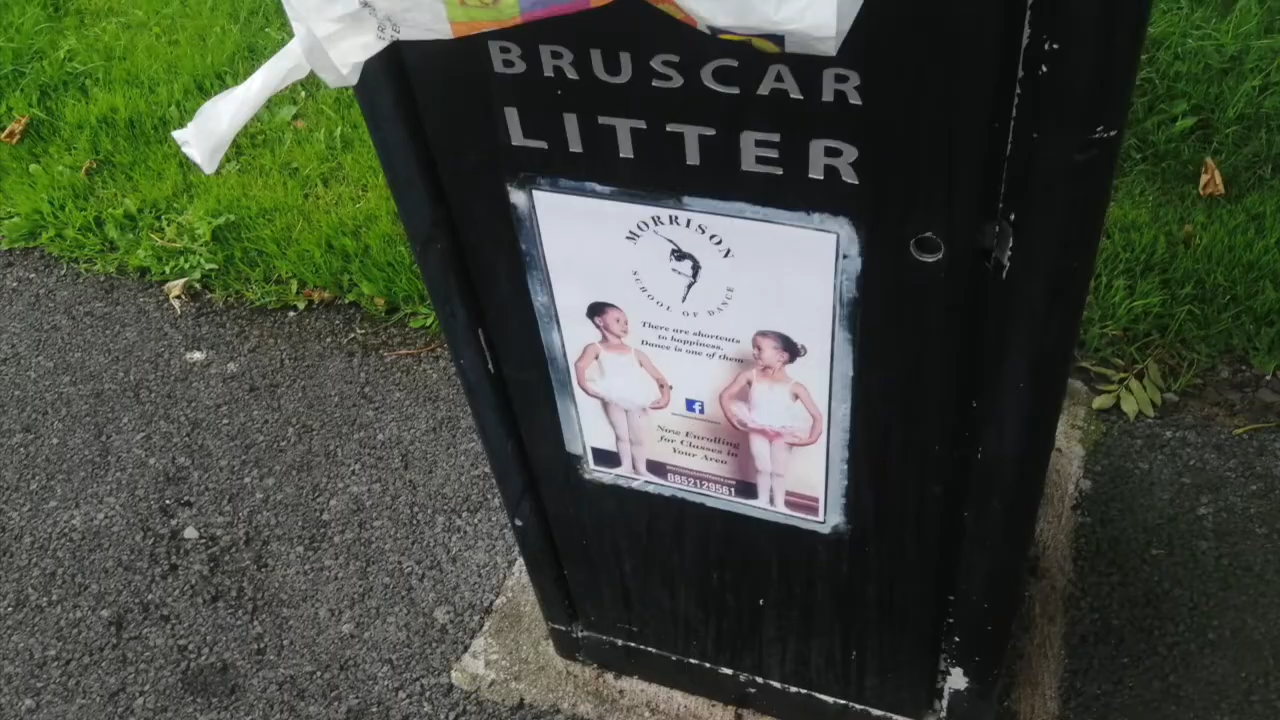 BRUSCAR
LITTER
MORRISON
SCHOOL OF DANCE
There are shortcuts
to happiness.
Dance is one of them
f
Now Enrolling
for Classes in
Your Area
0852129561